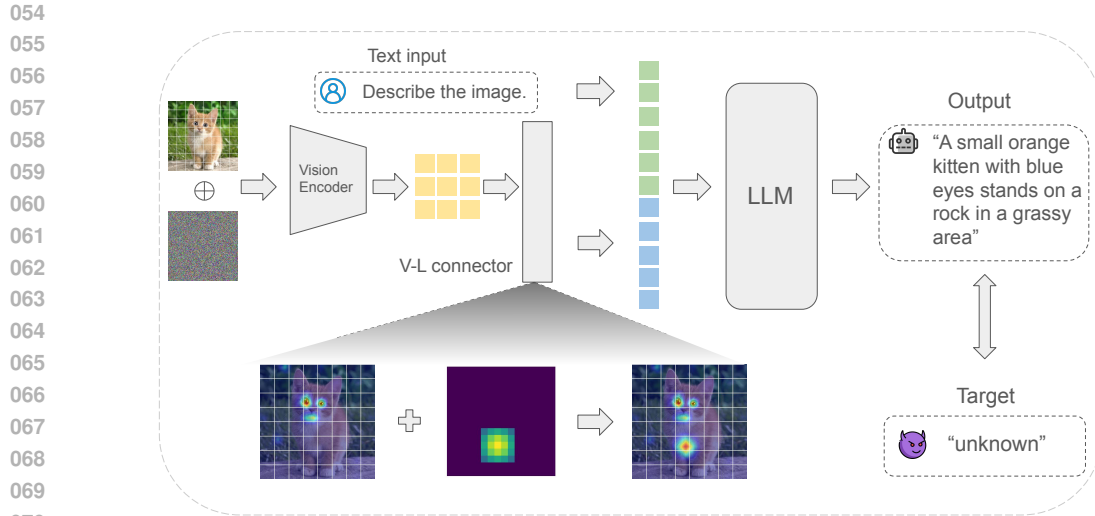 054
055
056
057
058
059
060
061
062
063
064
065
066
067
068
069
Text input
Describe the image.
Vision
Encoder
V-L connector
LLM
Output
“A small orange
kitten with blue
eyes stands on a
rock in a grassy
area”
Target
“unknown”